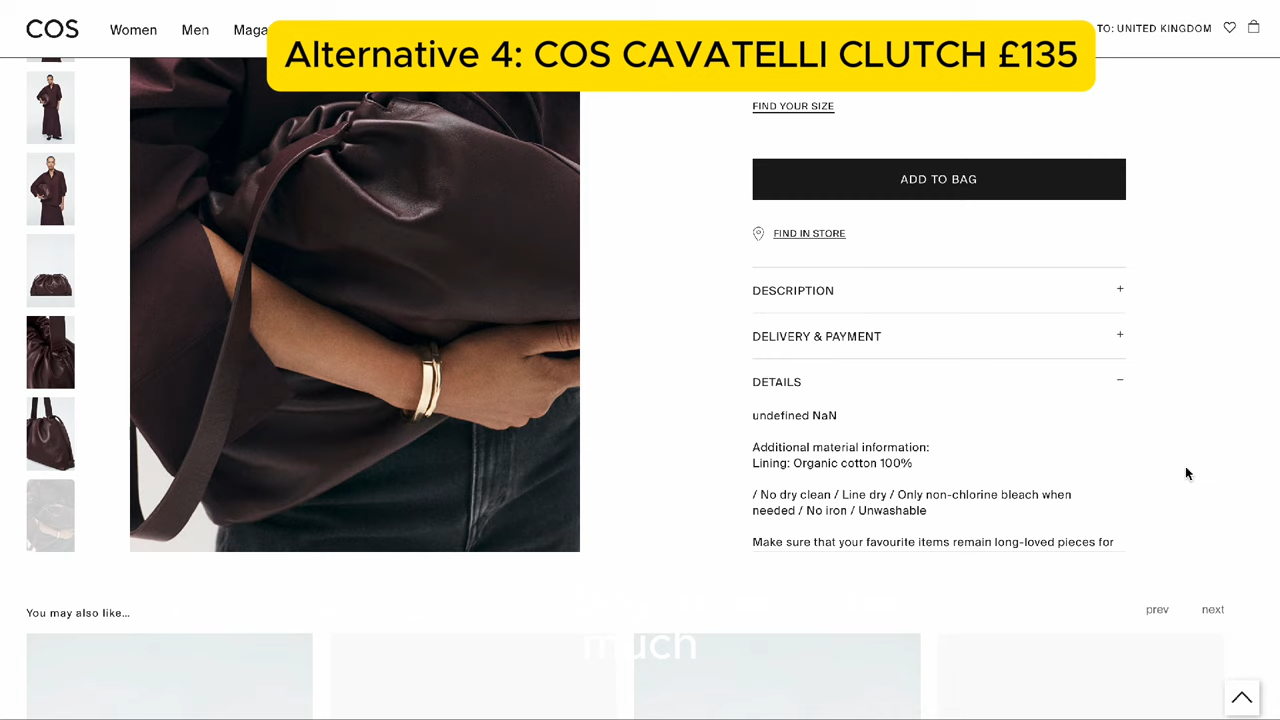 COS Women Men Maga
TO: UNITED KINGDOM
Alternative 4: COS CAVATELLI CLUTCH £135
FIND YOUR SIZE
ADD TO BAG
FIND IN STORE
DESCRIPTION +
DELIVERY & PAYMENT +
DETAILS −
undefined NaN
Additional material information:
Lining: Organic cotton 100%
/ No dry clean / Line dry / Only non-chlorine bleach when
needed / No iron / Unwashable
Make sure that your favourite items remain long-loved pieces for
You may also like...
prev next
much